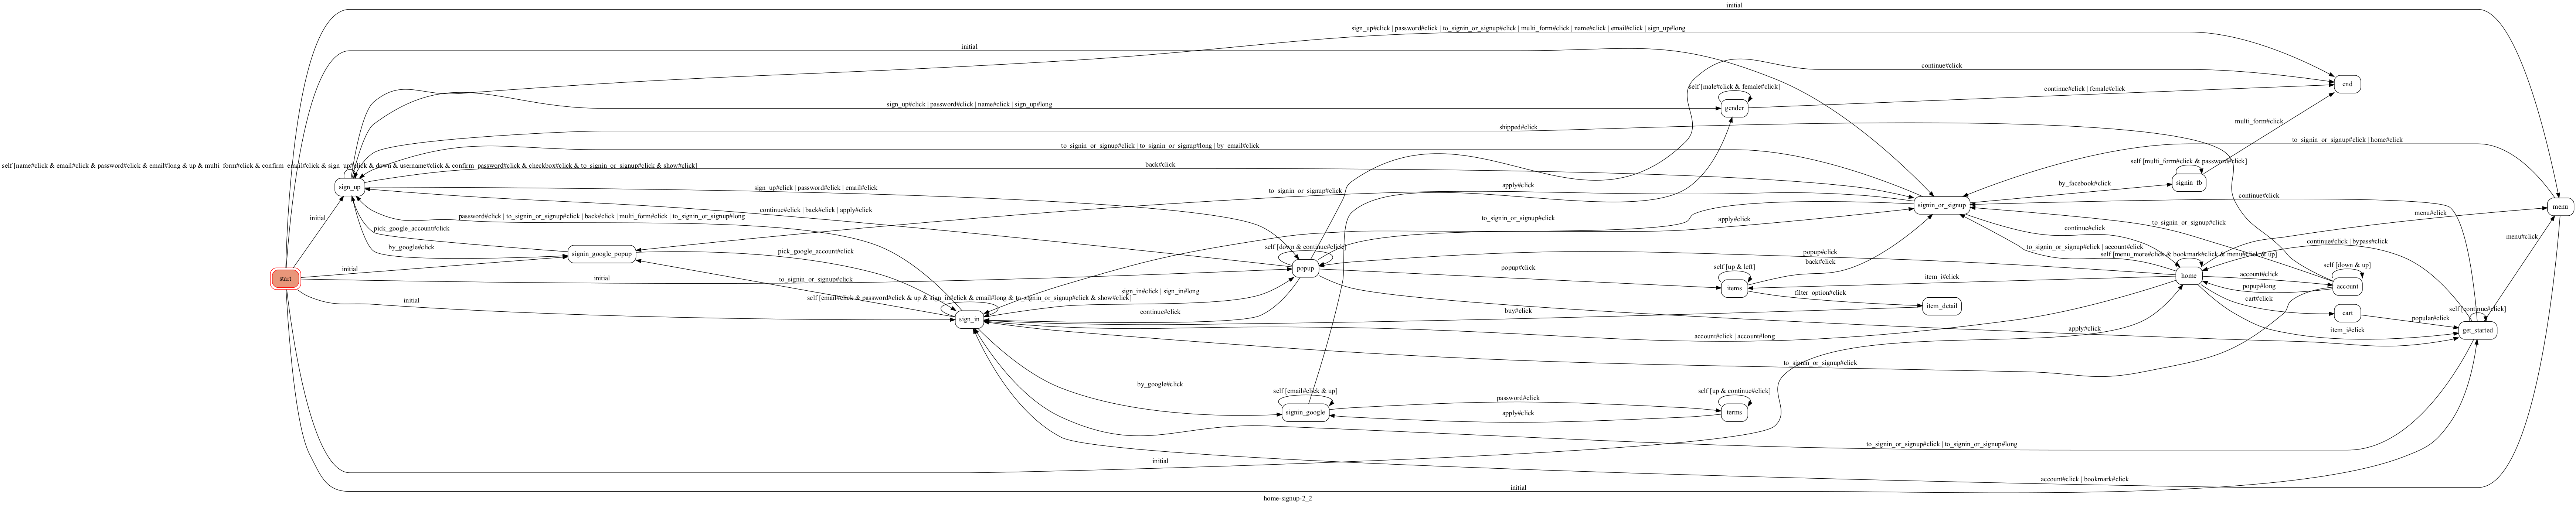 initial
sign_up#click | password#click | to_signin_or_signup#click | multi_form#click | name#click | email#click | sign_up#long
initial
continue#click
end
self [male#click & female#click]
continue#click | female#click
sign_up#click | password#click | name#click | sign_up#long
gender
multi_form#click
shipped#click
to_signin_or_signup#click | home#click
to_signin_or_signup#click | to_signin_or_signup#long | by_email#click
self [name#click & email#click & password#click & email#long & up & multi_form#click & confirm_email#click & sign_up#click & down & username#click & confirm_password#click & checkbox#click & to_signin_or_signup#click & show#click]
back#click
self [multi_form#click & password#click]
sign_up
sign_up#click | password#click | email#click
apply#click
by_facebook#click
signin_fb
to_signin_or_signup#click
continue#click
signin_or_signup
menu
continue#click | back#click | apply#click
menu#click
initial
password#click | to_signin_or_signup#click | back#click | multi_form#click | to_signin_or_signup#long
to_signin_or_signup#click
apply#click
to_signin_or_signup#click
pick_google_account#click
continue#click
menu#click
by_google#click
self [down & continue#click]
to_signin_or_signup#click | account#click
continue#click | bypass#click
signin_google_popup
pick_google_account#click
popup#click
self [menu_more#click & bookmark#click & menu#click & up]
back#click
initial
popup
popup#click
self [up & left]
home
account#click
self [down & up]
start
initial
to_signin_or_signup#click
item_i#click
popup#long
account
items
sign_in#click | sign_in#long
filter_option#click
cart#click
initial
self [email#click & password#click & up & sign_in#click & email#long & to_signin_or_signup#click & show#click]
item_detail
buy#click
continue#click
cart
self [continue#click]
sign_in
popular#click
apply#click
item_i#click
get_started
account#click | account#long
to_signin_or_signup#click
by_google#click
self [email#click & up]
self [up & continue#click]
password#click
signin_google
apply#click
terms
to_signin_or_signup#click | to_signin_or_signup#long
initial
account#click | bookmark#click
initial
home-signup-2_2